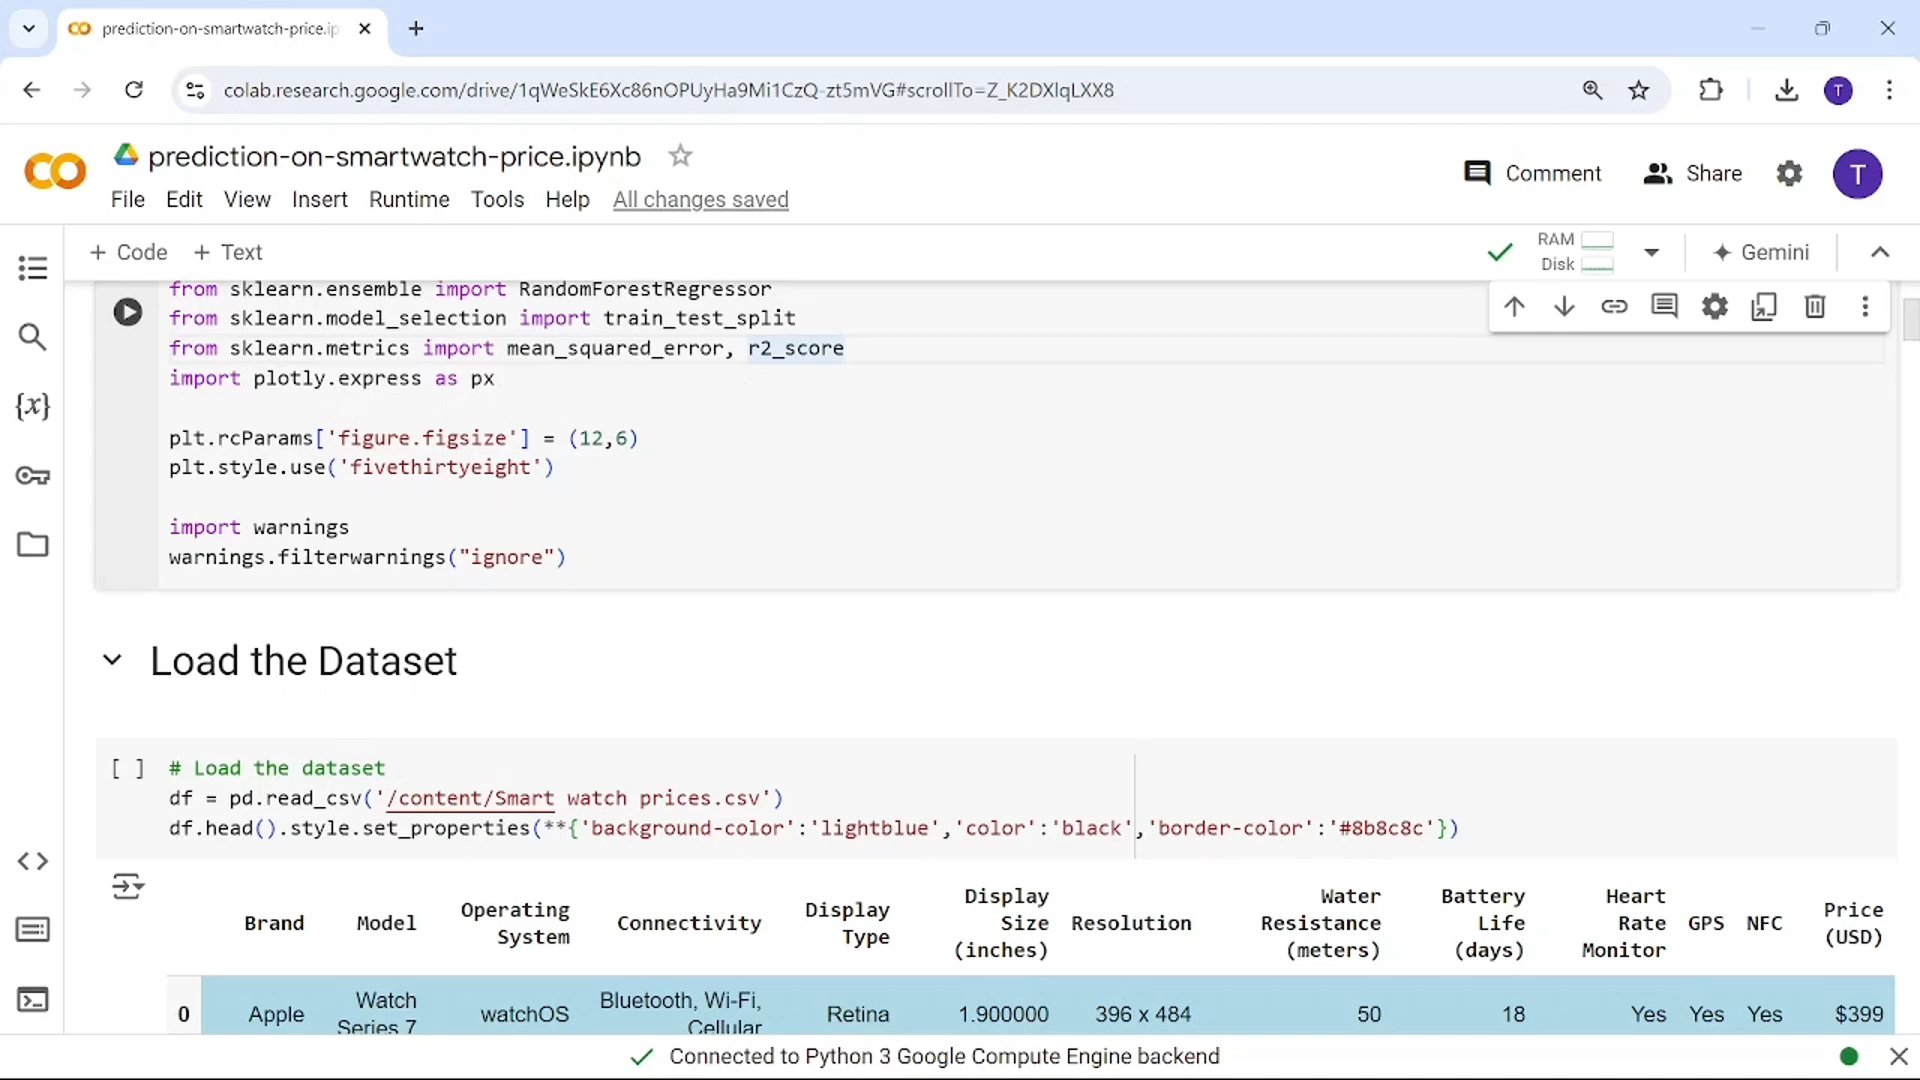 prediction-on-smartwatch-price.ip
colab.research.google.com/drive/1qWeSkE6Xc86nOPUyHa9Mi1CzQ-zt5mVG#scrollTo=Z_K2DXlqLXX8
T
prediction-on-smartwatch-price.ipynb
Comment
Share
T
File Edit View Insert Runtime Tools Help All changes saved
+ Code + Text
RAM
Disk
Gemini
from sklearn.ensemble import RandomForestRegressor
from sklearn.model_selection import train_test_split
from sklearn.metrics import mean_squared_error, r2_score
import plotly.express as px
plt.rcParams['figure.figsize'] = (12,6)
plt.style.use('fivethirtyeight')
import warnings
warnings.filterwarnings("ignore")
Load the Dataset
[ ] # Load the dataset
df = pd.read_csv('/content/Smart watch prices.csv')
df.head().style.set_properties(**{'background-color':'lightblue','color':'black','border-color':'#8b8c8c'})
Brand Model Operating System Connectivity Display Type Display Size (inches) Resolution Water Resistance (meters) Battery Life (days) Heart Rate Monitor GPS NFC Price (USD)
0 Apple Watch Series 7 watchOS Bluetooth, Wi-Fi, Cellular Retina 1.900000 396 x 484 50 18 Yes Yes Yes $399
Connected to Python 3 Google Compute Engine backend